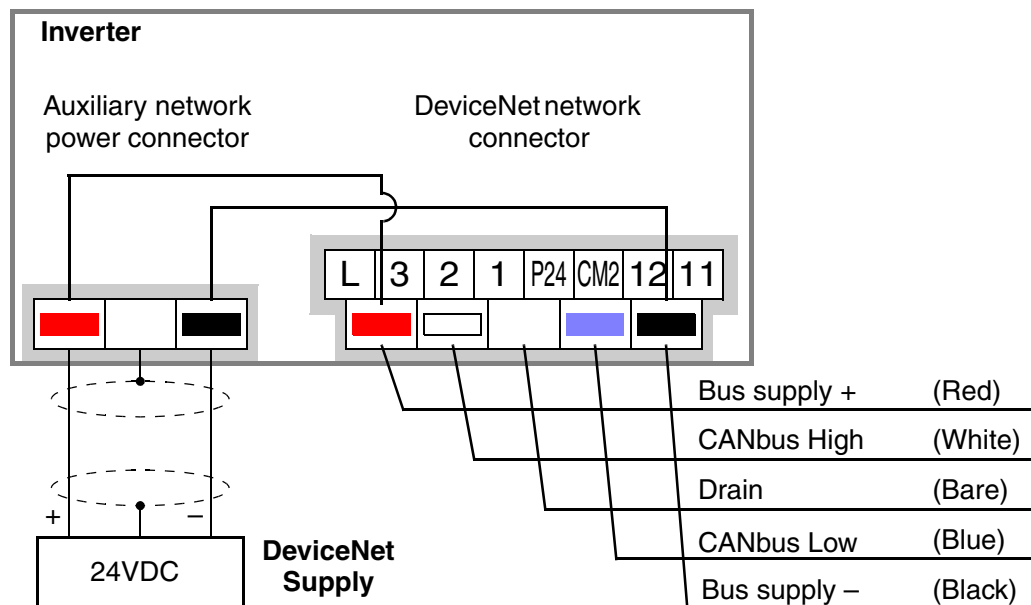 Inverter
Auxiliary network
power connector
DeviceNet network
connector
L 3 2 1 P24 CM2 12 11
Bus supply + (Red)
CANbus High (White)
Drain (Bare)
CANbus Low (Blue)
Bus supply – (Black)
+ –
24VDC
DeviceNet
Supply